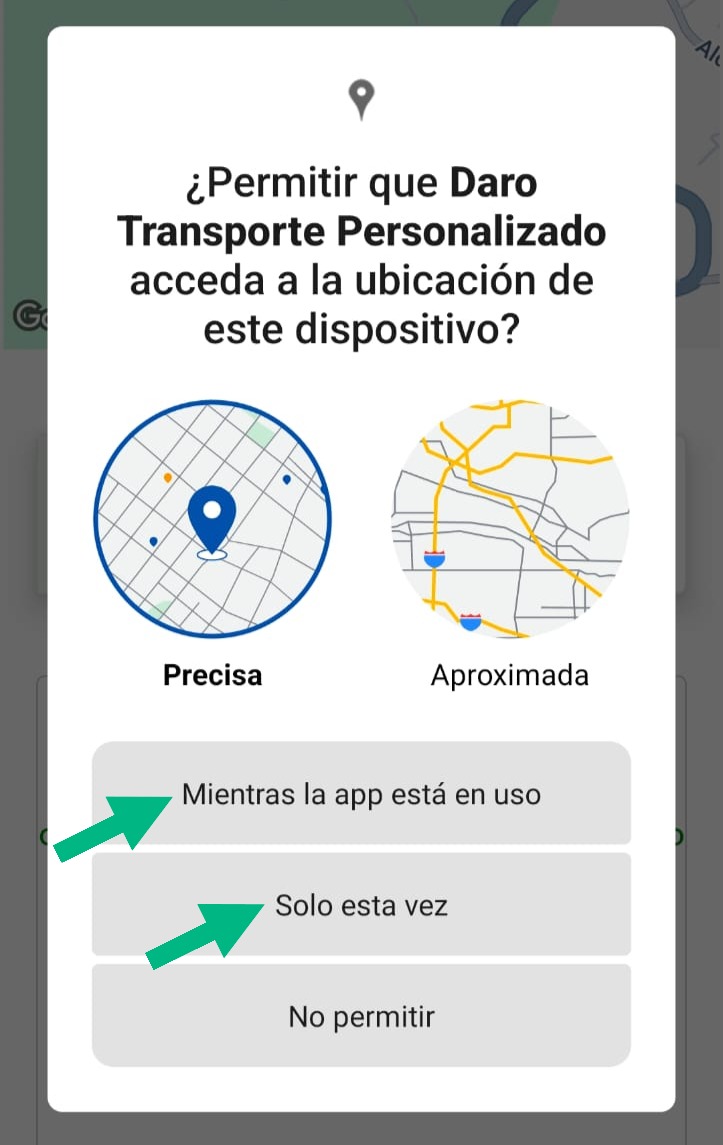 ¿Permitir que Daro
Transporte Personalizado
acceda a la ubicación de
este dispositivo?
Precisa
Aproximada
Mientras la app está en uso
Solo esta vez
No permitir